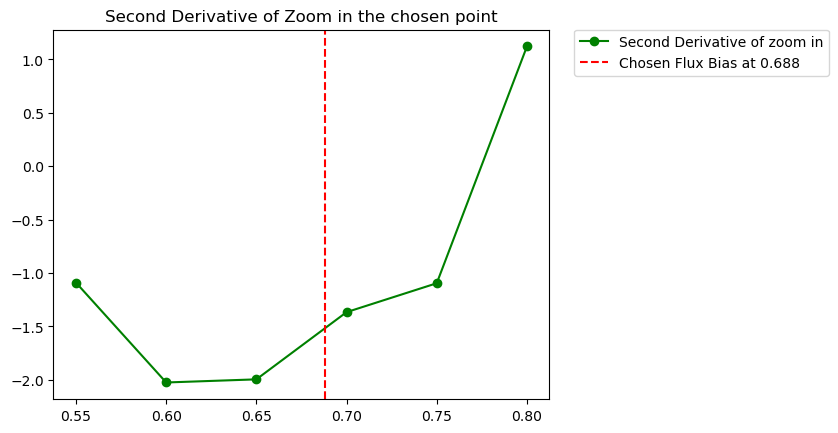 Second Derivative of Zoom in the chosen point
Second Derivative of zoom in
Chosen Flux Bias at 0.688
1.0
0.5
0.0
−0.5
−1.0
−1.5
−2.0
0.55 0.60 0.65 0.70 0.75 0.80